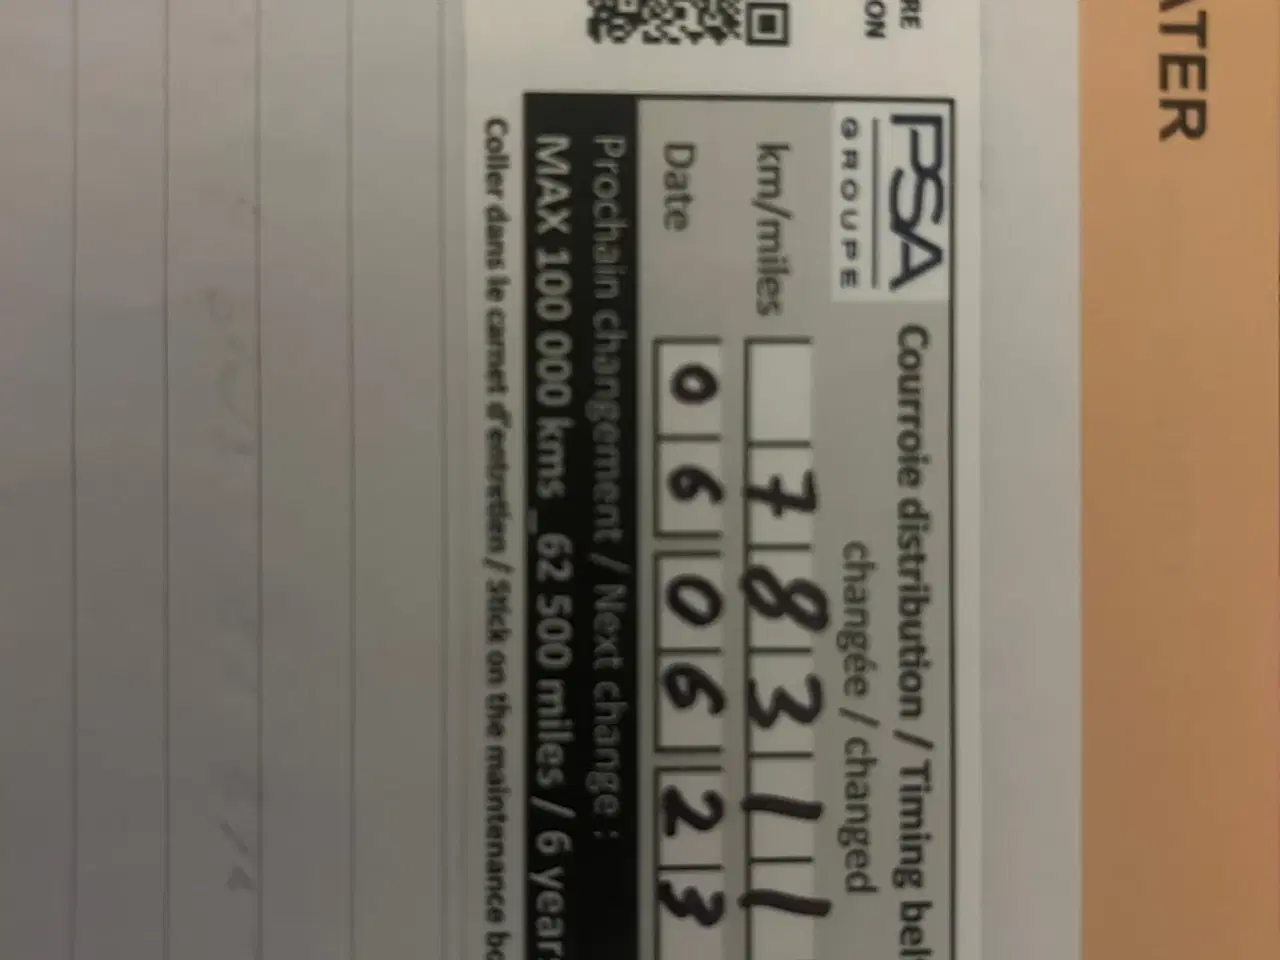 ATER
RE
ON
PSA
GROUPE
Courroie distribution / Timing bel
changée / changed
km/miles 78311
Date 06 06 23
Prochain changement / Next change :
MAX 100 000 kms _ 62 500 miles / 6 year
Coller dans le carnet d'entretien / Stick on the maintenance bo